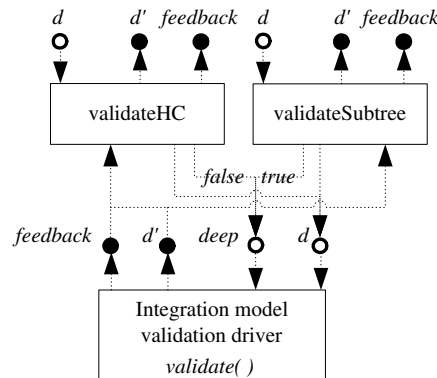 d d' feedback d d' feedback
validateHC validateSubtree
false true
feedback d' deep d
Integration model
validation driver
validate( )